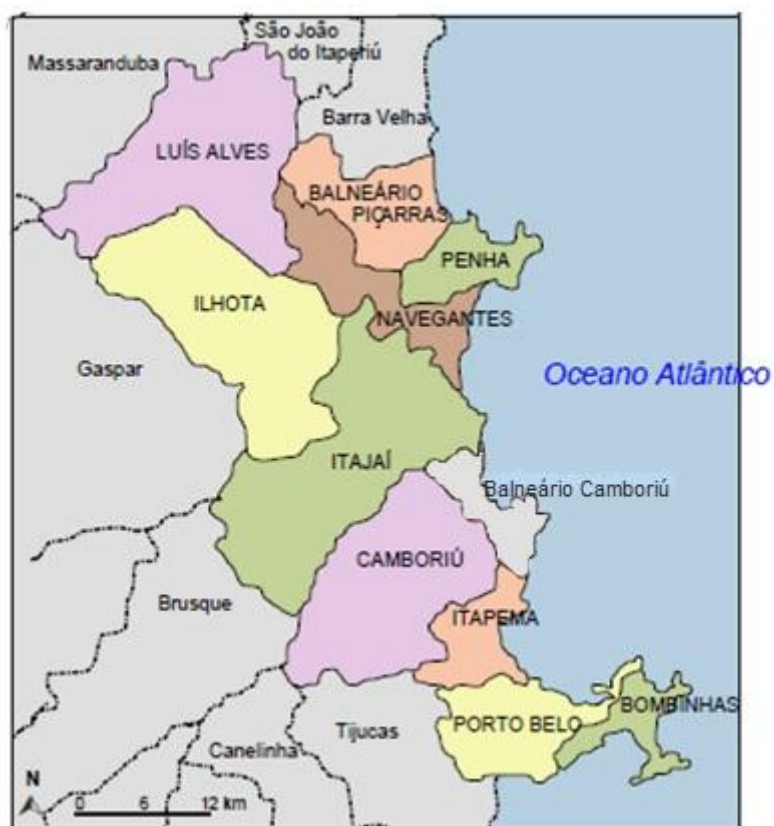 São João
do Itaperiú
Massaranduba
Barra Velha
LUÍS ALVES
BALNEÁRIO
PIÇARRAS
PENHA
ILHOTA
NAVEGANTES
Gaspar
Oceano Atlântico
ITAJAÍ
Balneário Camboriú
CAMBORIÚ
Brusque
ITAPEMA
BOMBINHAS
PORTO BELO
Tijucas
Canelinha
N
0 6 12 km